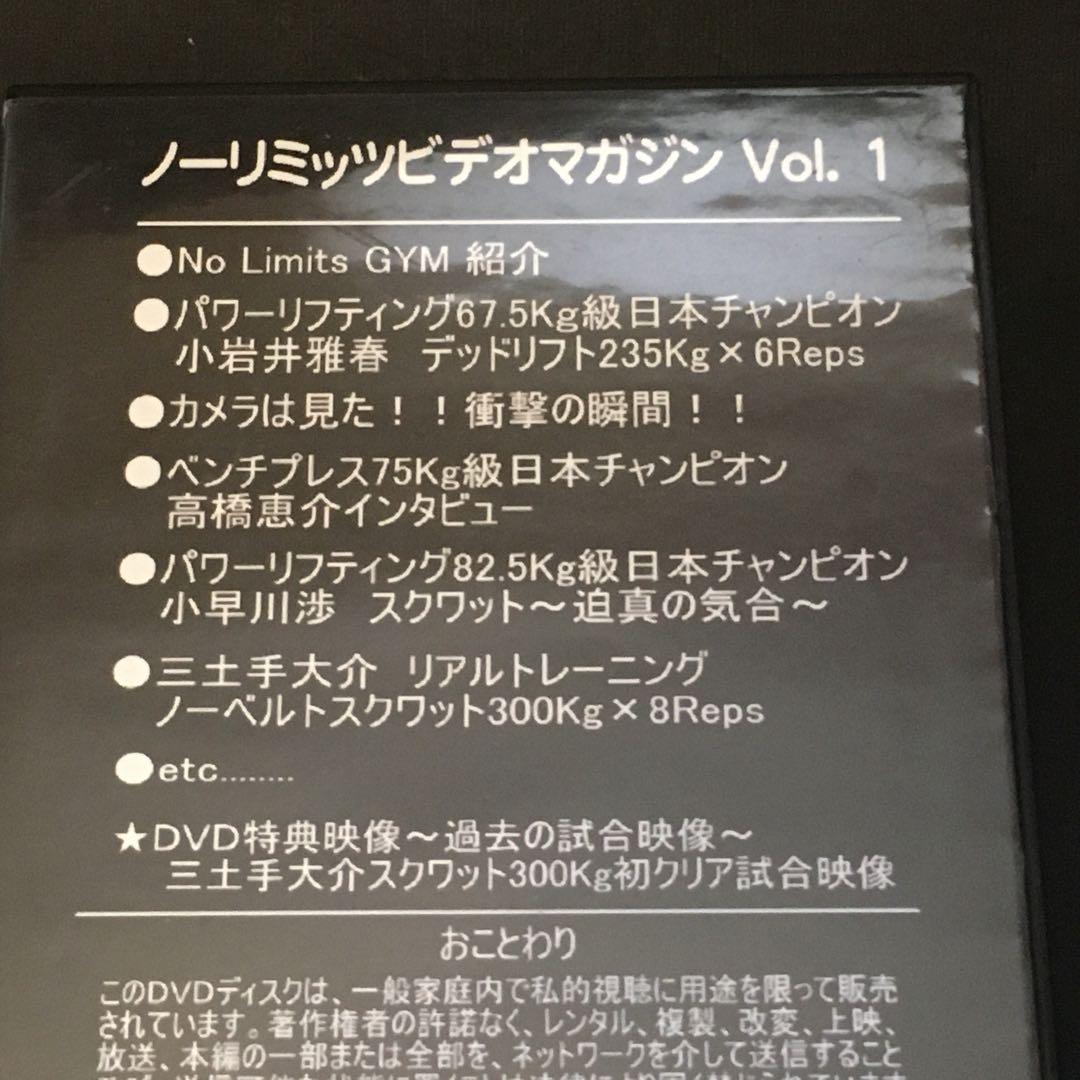 ノーリミッツビデオマガジン Vol. 1
●No Limits GYM 紹介
●パワーリフティング67.5Kg級日本チャンピオン
小岩井雅春 デッドリフト235Kg×6Reps
●カメラは見た!!衝撃の瞬間!!
●ベンチプレス75Kg級日本チャンピオン
高橋恵介インタビュー
●パワーリフティング82.5Kg級日本チャンピオン
小早川渉 スクワット～迫真の気合～
●三土手大介 リアルトレーニング
ノーベルトスクワット300Kg×8Reps
●etc........
★DVD特典映像～過去の試合映像～
三土手大介スクワット300Kg初クリア試合映像
おことわり
このDVDディスクは、一般家庭内で私的視聴に用途を限って販売
されています。著作権者の許諾なく、レンタル、複製、改変、上映、
放送、本編の一部または全部を、ネットワークを介して送信すること